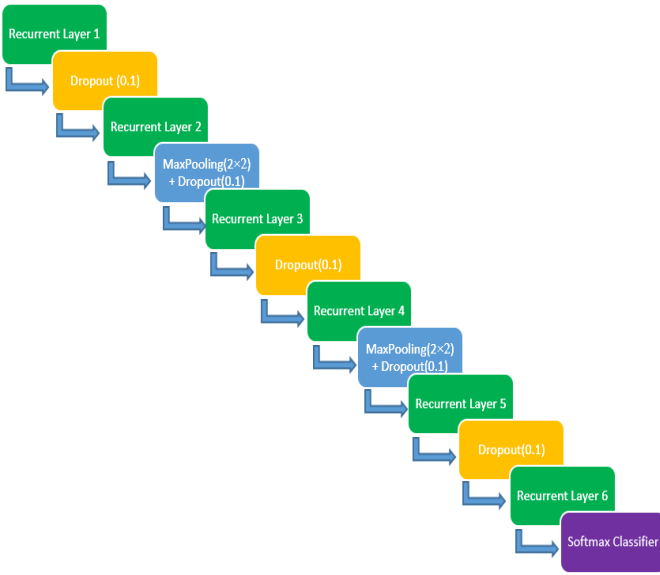 Recurrent Layer 1
Dropout (0.1)
Recurrent Layer 2
MaxPooling(2×2)
+ Dropout(0.1)
Recurrent Layer 3
Dropout(0.1)
Recurrent Layer 4
MaxPooling(2×2)
+ Dropout(0.1)
Recurrent Layer 5
Dropout(0.1)
Recurrent Layer 6
Softmax Classifier